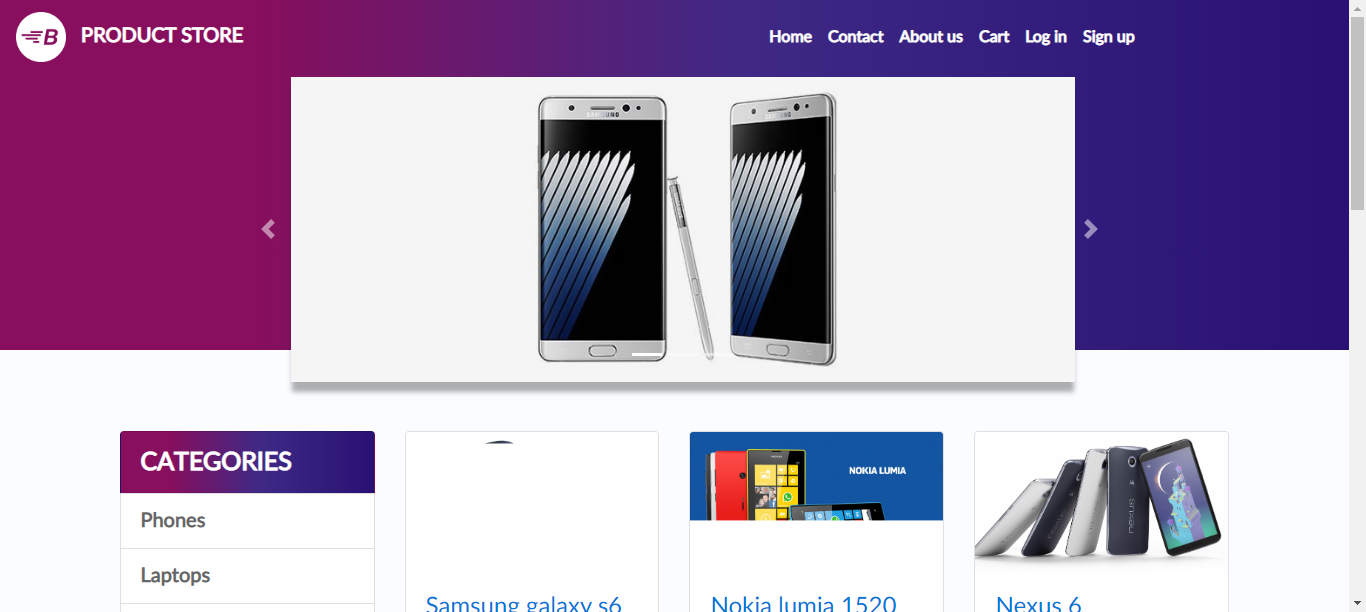 B PRODUCT STORE
Home Contact About us Cart Log in Sign up
SAMSUNG SAMSUNG
CATEGORIES
Phones
Laptops
NOKIA LUMIA
nexus
Samsung galaxy s6
Nokia lumia 1520
Nexus 6